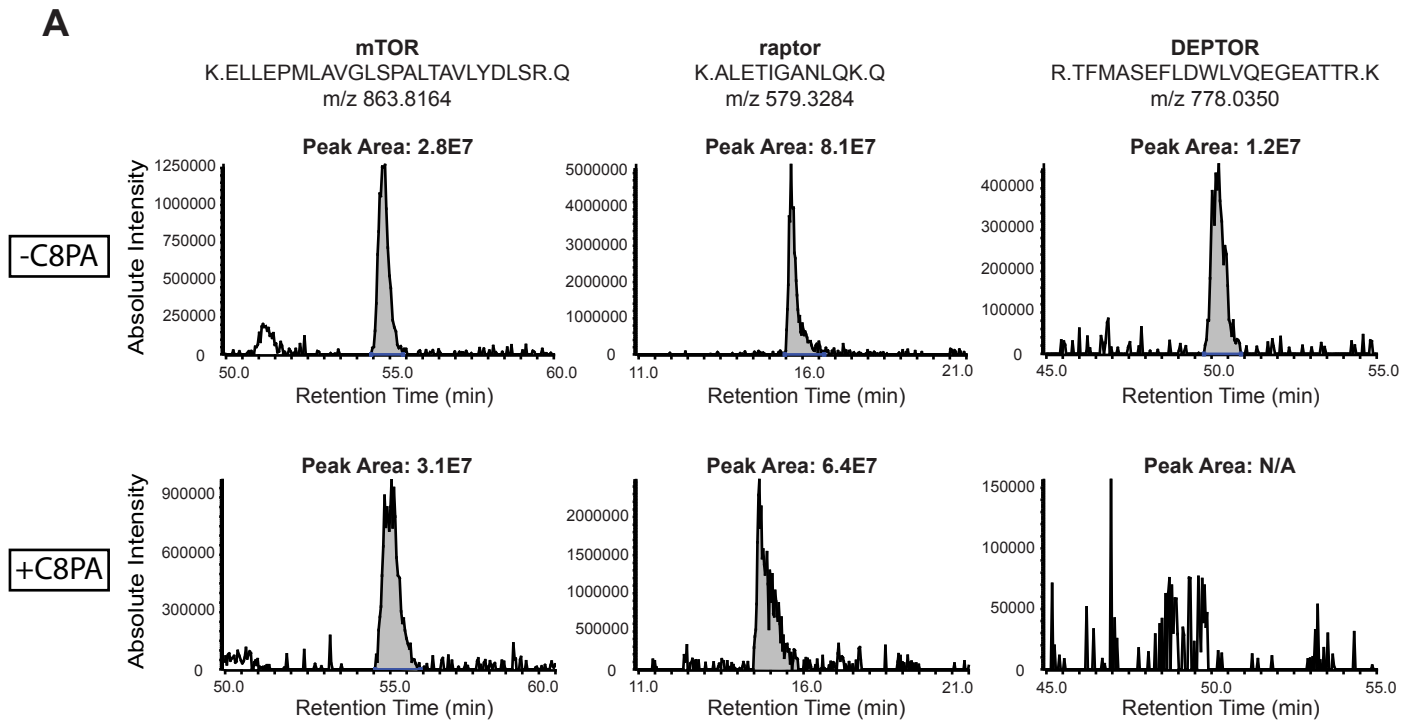 A
mTOR
K.ELLEPMLAVGLSPALTAVLYDLSR.Q
m/z 863.8164
raptor
K.ALETIGANLQK.Q
m/z 579.3284
DEPTOR
R.TFMASEFLDWLVQEGEATTR.K
m/z 778.0350
-C8PA
Peak Area: 2.8E7
Absolute Intensity
1250000
1000000
750000
500000
250000
0
50.0 55.0 60.0
Retention Time (min)
Peak Area: 8.1E7
5000000
4000000
3000000
2000000
1000000
0
11.0 16.0 21.0
Retention Time (min)
Peak Area: 1.2E7
400000
300000
200000
100000
0
45.0 50.0 55.0
Retention Time (min)
+C8PA
Peak Area: 3.1E7
Absolute Intensity
900000
600000
300000
0
50.0 55.0 60.0
Retention Time (min)
Peak Area: 6.4E7
2000000
1500000
1000000
500000
0
11.0 16.0 21.0
Retention Time (min)
Peak Area: N/A
150000
100000
50000
0
45.0 50.0 55.0
Retention Time (min)